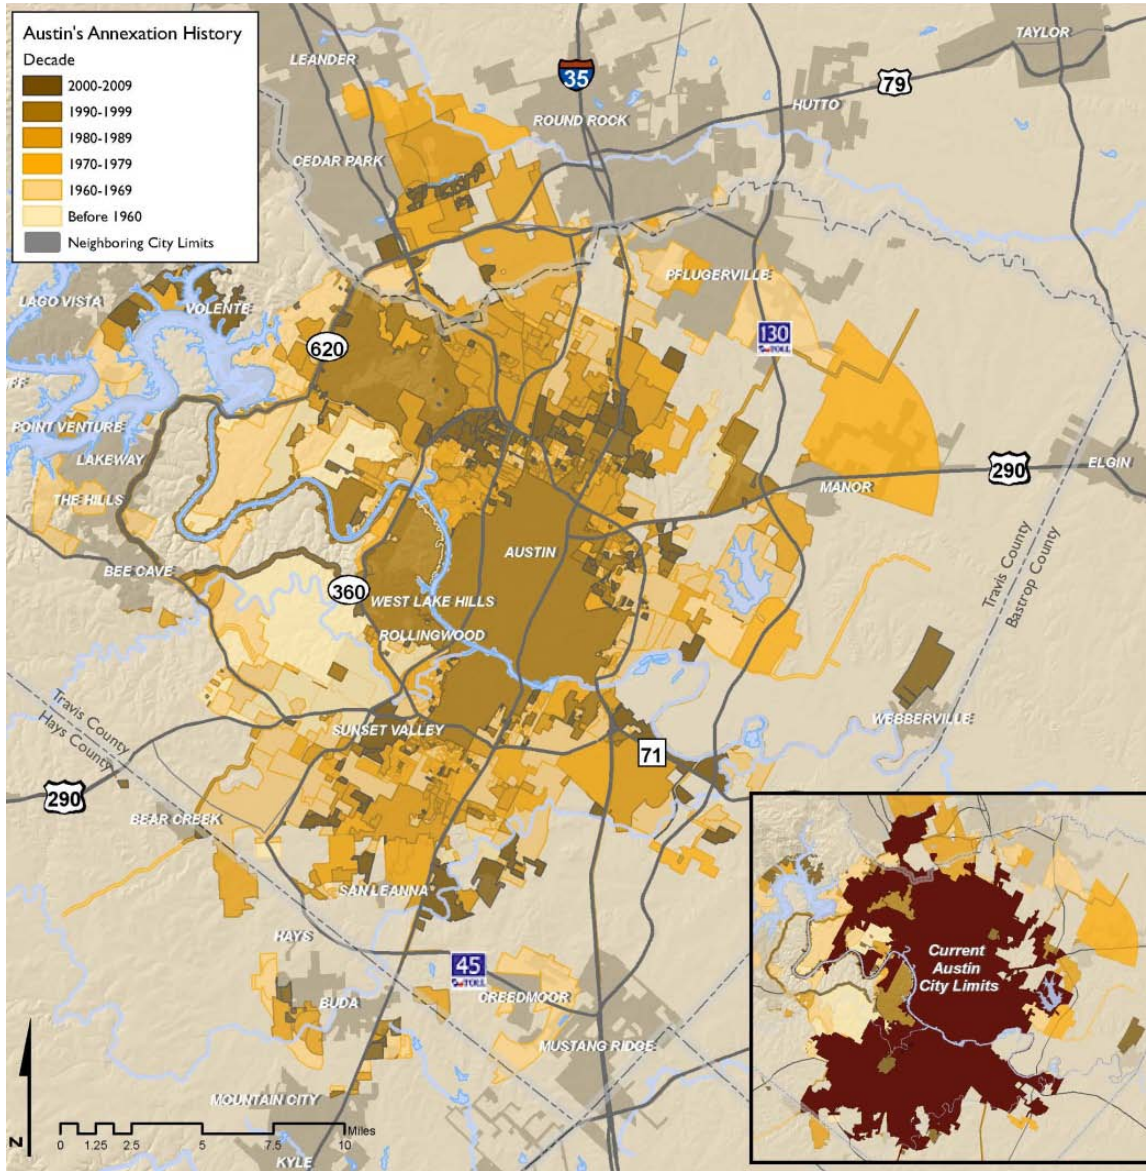 Austin's Annexation History
Decade
2000-2009
1990-1999
1980-1989
1970-1979
1960-1969
Before 1960
Neighboring City Limits
TAYLOR
LEANDER
35
79
HUTTO
ROUND ROCK
CEDAR PARK
PFLUGERVILLE
LAGO VISTA
VOLENTE
130
TOLL
620
POINT VENTURE
LAKEWAY
290
ELGIN
THE HILLS
MANOR
AUSTIN
BEE CAVE
360
WEST LAKE HILLS
ROLLINGWOOD
Travis County
Bastrop County
WEBBERVILLE
SUNSET VALLEY
71
Travis County
Hays County
290
BEAR CREEK
SAN LEANNA
HAYS
45
TOLL
CREEDMOOR
BUDA
MUSTANG RIDGE
MOUNTAIN CITY
KYLE
Current
Austin
City Limits
N
Miles
0 1.25 2.5 5 7.5 10